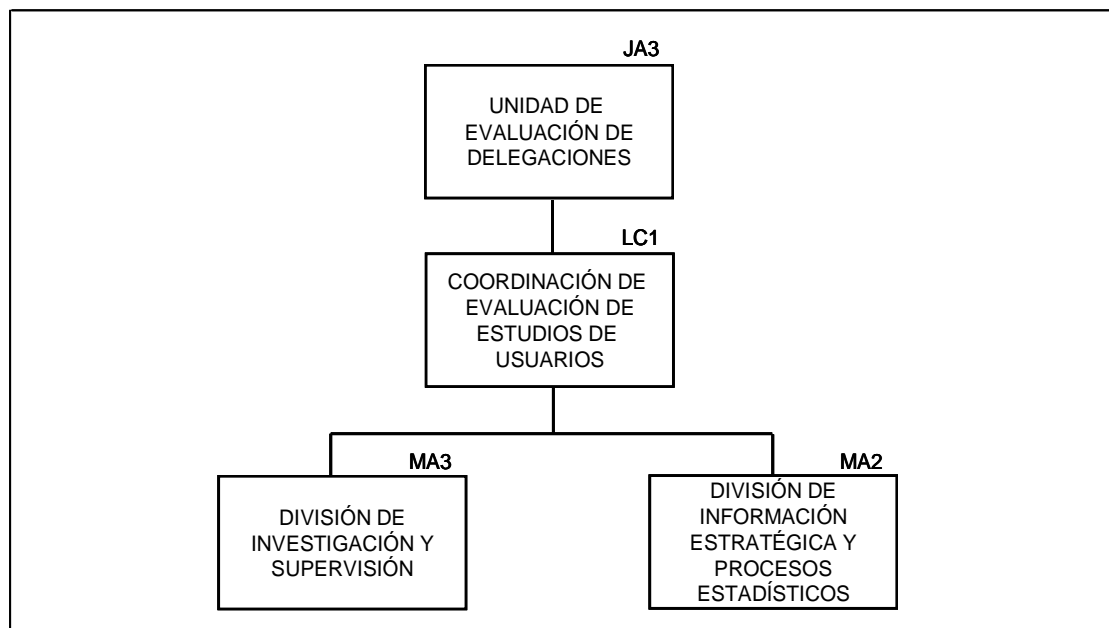 JA3
UNIDAD DE
EVALUACIÓN DE
DELEGACIONES
LC1
COORDINACIÓN DE
EVALUACIÓN DE
ESTUDIOS DE
USUARIOS
MA3
DIVISIÓN DE
INVESTIGACIÓN Y
SUPERVISIÓN
MA2
DIVISIÓN DE
INFORMACIÓN
ESTRATÉGICA Y
PROCESOS
ESTADÍSTICOS